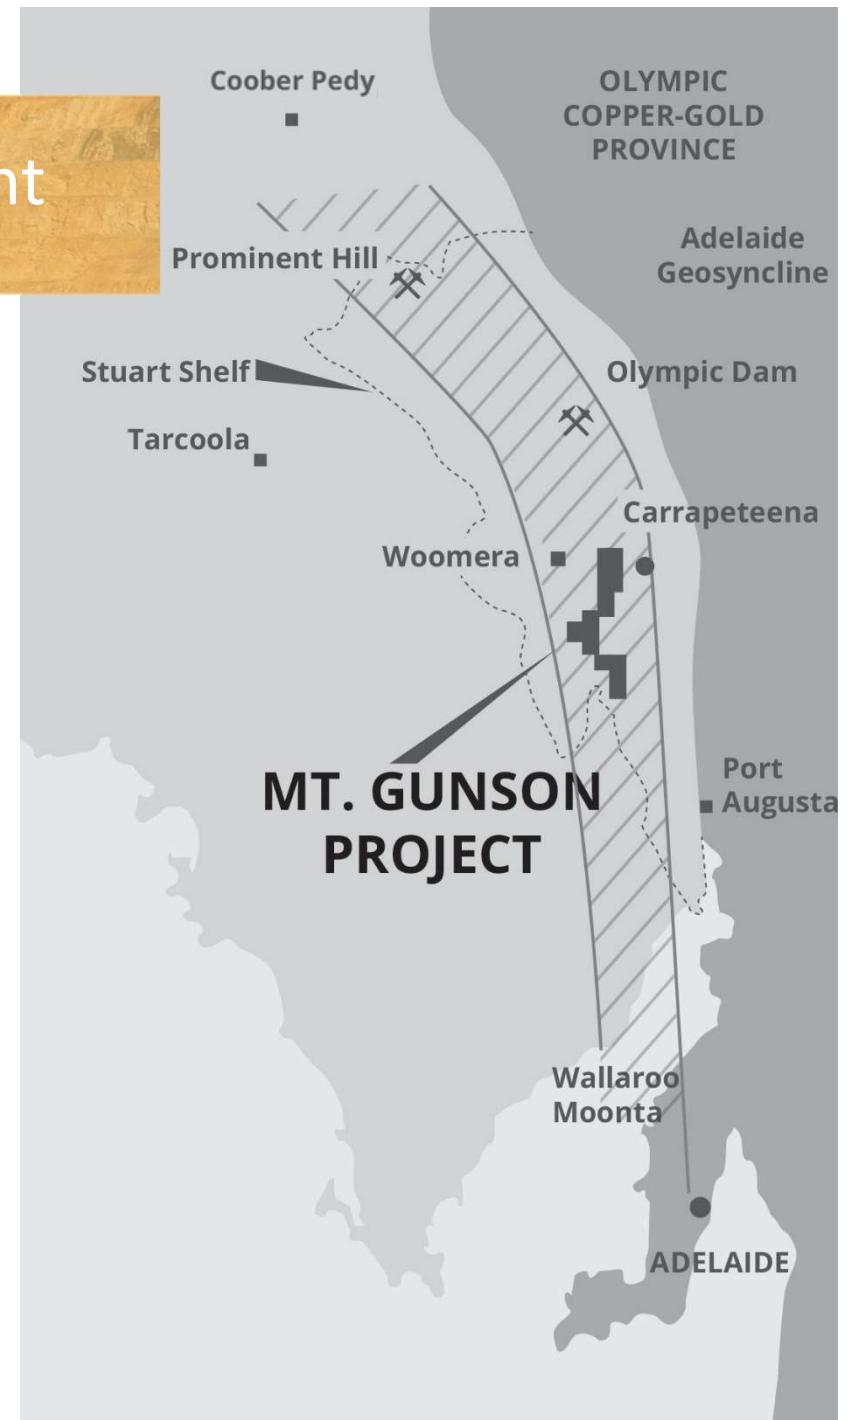 Coober Pedy
OLYMPIC
COPPER-GOLD
PROVINCE
nt
Adelaide
Geosyncline
Prominent Hill
Stuart Shelf
Olympic Dam
Tarcoola
Carrapeteena
Woomera
MT. GUNSON
PROJECT
Port
Augusta
Wallaroo
Moonta
ADELAIDE